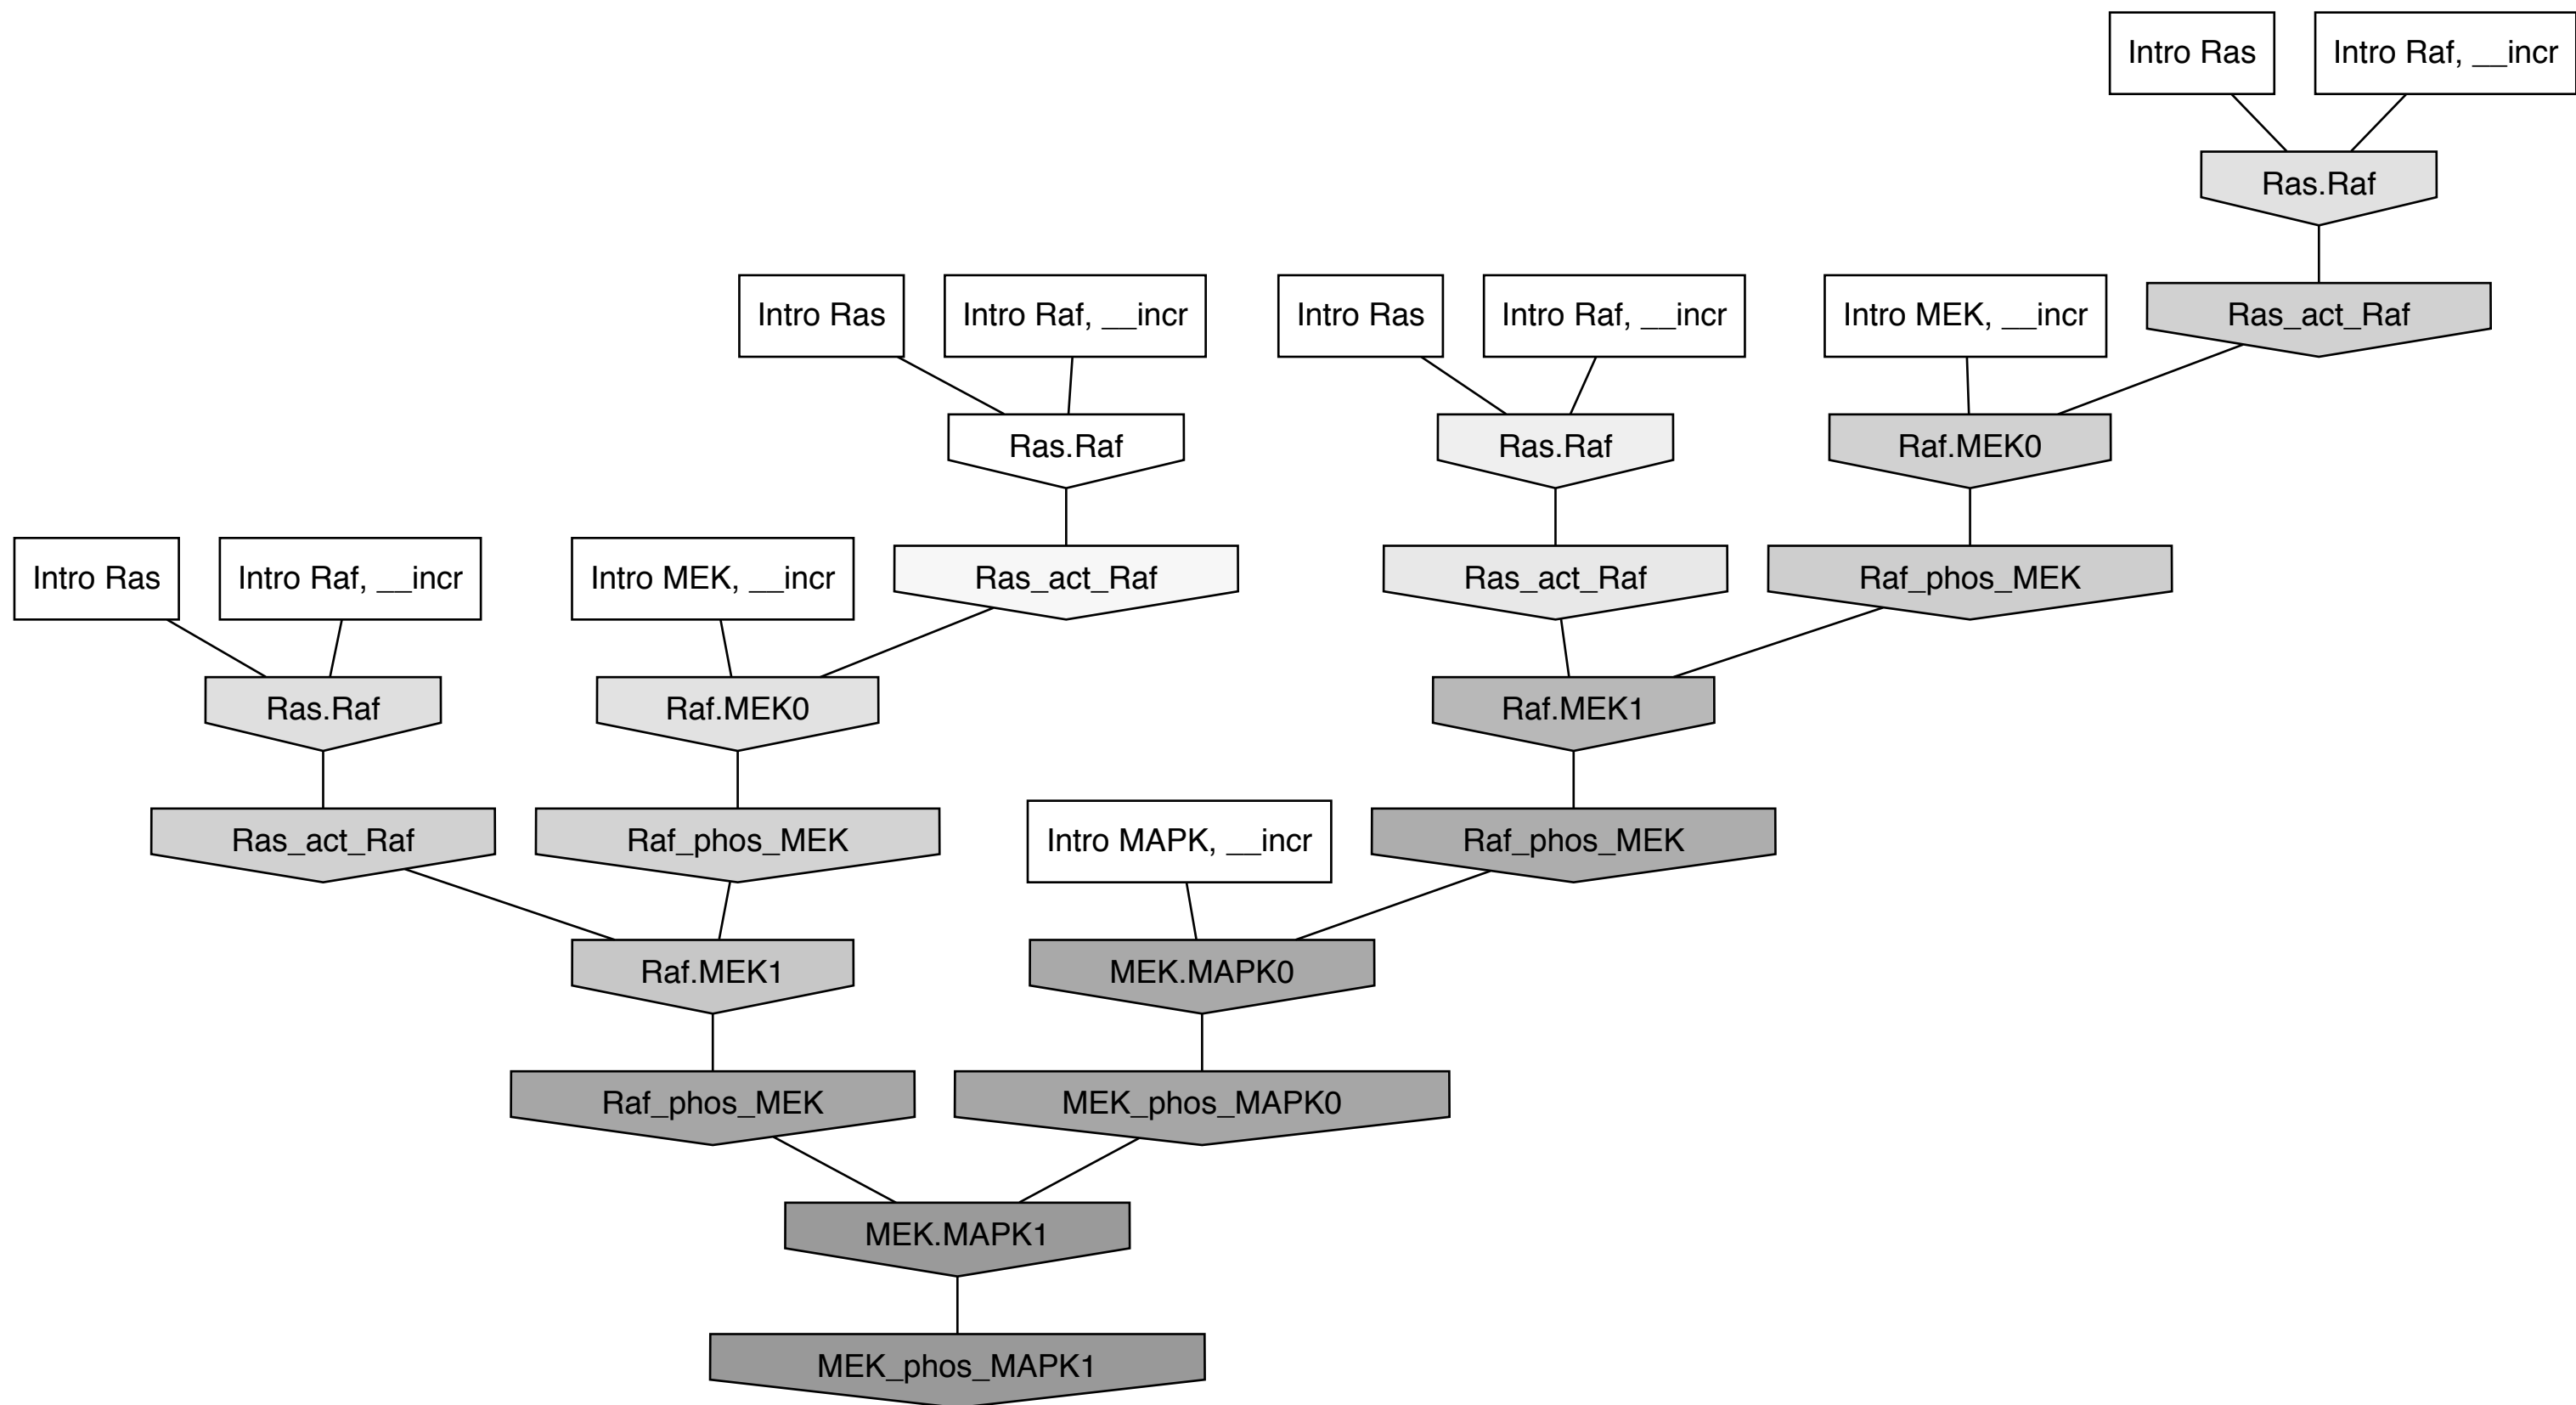 Intro Ras
Intro Raf, __incr
Ras.Raf
Intro Ras
Intro Raf, __incr
Intro Ras
Intro Raf, __incr
Intro MEK, __incr
Ras_act_Raf
Ras.Raf
Ras.Raf
Raf.MEK0
Intro Ras
Intro Raf, __incr
Intro MEK, __incr
Ras_act_Raf
Ras_act_Raf
Raf_phos_MEK
Ras.Raf
Raf.MEK0
Raf.MEK1
Ras_act_Raf
Raf_phos_MEK
Intro MAPK, __incr
Raf_phos_MEK
Raf.MEK1
MEK.MAPK0
Raf_phos_MEK
MEK_phos_MAPK0
MEK.MAPK1
MEK_phos_MAPK1